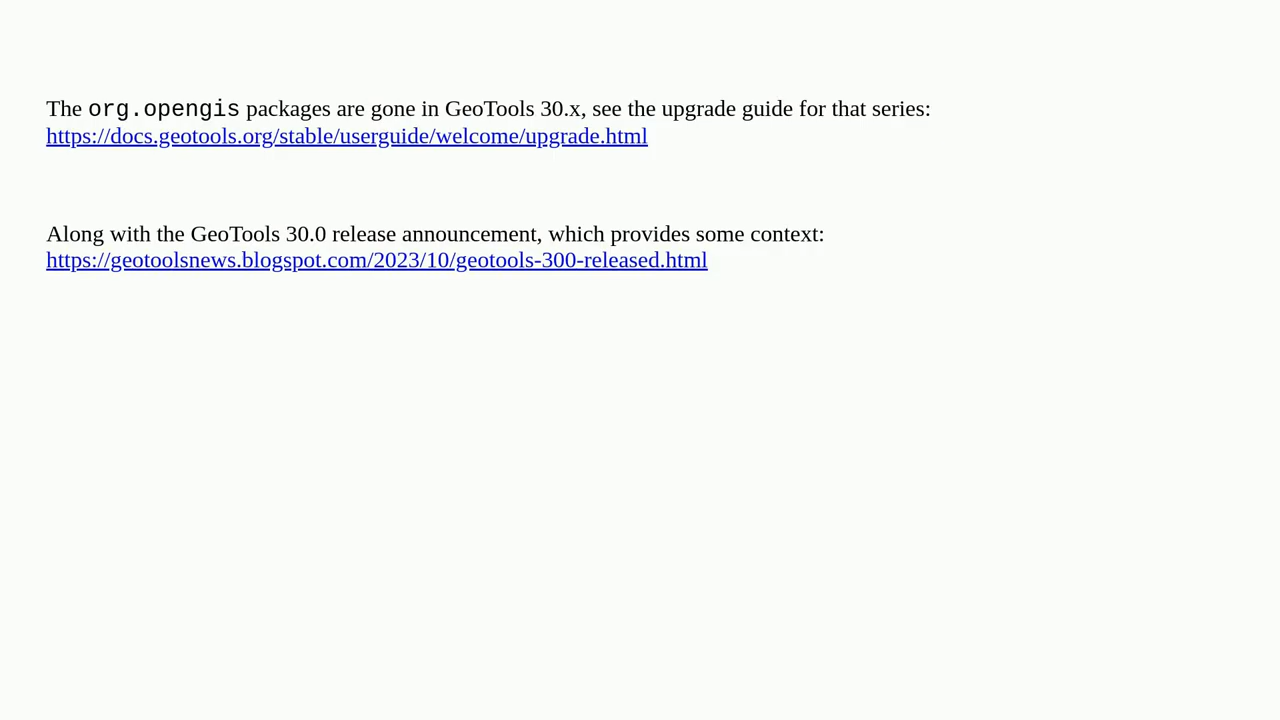 The org.opengis packages are gone in GeoTools 30.x, see the upgrade guide for that series:
https://docs.geotools.org/stable/userguide/welcome/upgrade.html
Along with the GeoTools 30.0 release announcement, which provides some context:
https://geotoolsnews.blogspot.com/2023/10/geotools-300-released.html